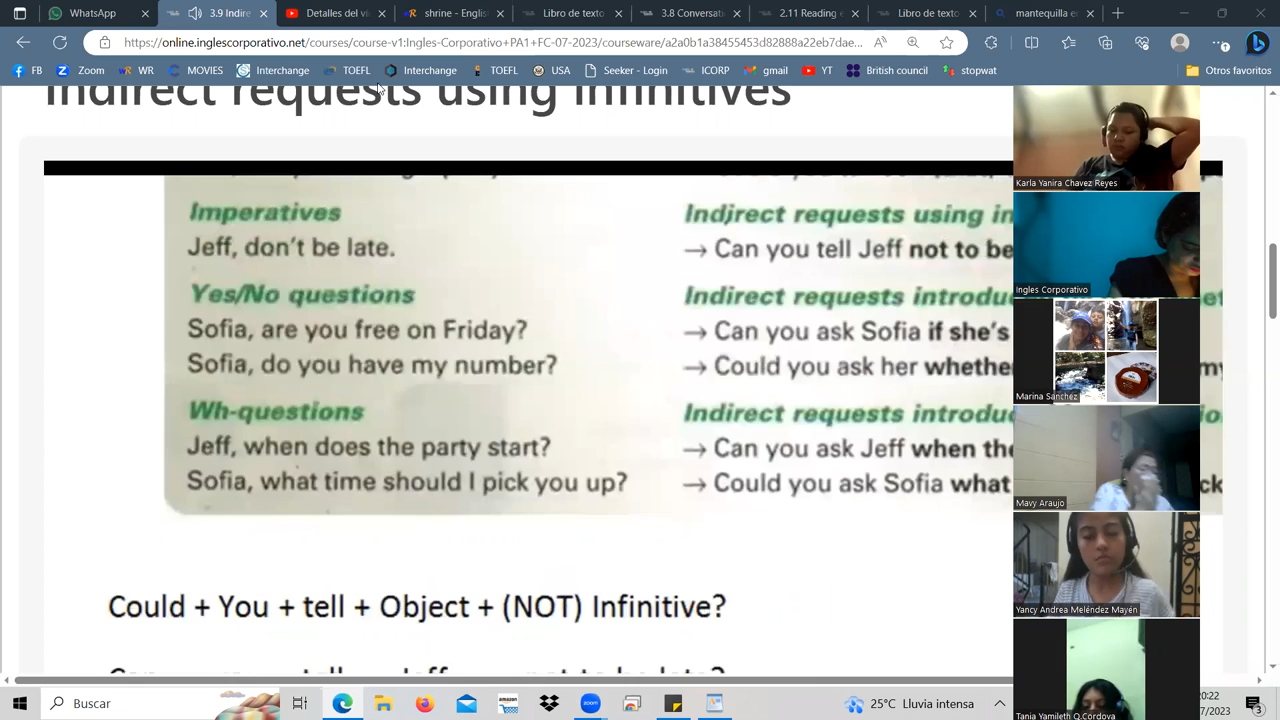 WhatsApp
3.9 Indire
Detalles del vi
shrine - Englis
Libro de texto
3.8 Conversati
2.11 Reading e
Libro de texto
mantequilla e
https://online.inglescorporativo.net/courses/course-v1:Ingles-Corporativo+PA1+FC-07-2023/courseware/a2a0b1a38455453d82888a22eb7dae...
FB
Zoom
WR
MOVIES
Interchange
TOEFL
Interchange
TOEFL
USA
Seeker - Login
ICORP
gmail
YT
British council
stopwat
Otros favoritos
Indirect requests using infinitives
Imperatives
Jeff, don't be late.
Yes/No questions
Sofia, are you free on Friday?
Sofia, do you have my number?
Wh-questions
Jeff, when does the party start?
Sofia, what time should I pick you up?
Indirect requests using in
→ Can you tell Jeff not to be
Indirect requests introdu
→ Can you ask Sofia if she's
→ Could you ask her whether
Indirect requests introdu
→ Can you ask Jeff when the
→ Could you ask Sofia what
Could + You + tell + Object + (NOT) Infinitive?
Karla Yanira Chavez Reyes
Ingles Corporativo
Marina Sanchez
Mavy Araujo
Yancy Andrea Meléndez Mayén
Tania Yamileth Q.Cordova
Buscar
25°C Lluvia intensa
20:22
7/2023
3